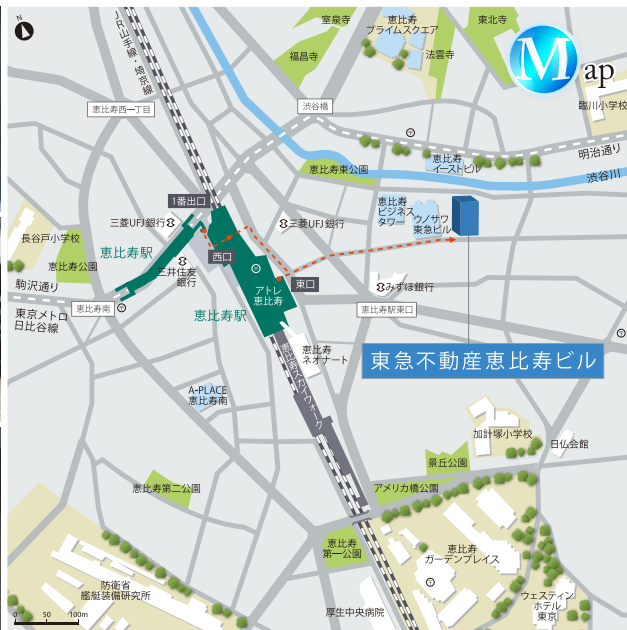 N
JR山手線・埼京線
室泉寺
恵比寿
プライムスクエア
東北寺
福昌寺
法雲寺
Map
臨川小学校
恵比寿西一丁目
渋谷橋
明治通り
渋谷川
恵比寿
イーストビル
恵比寿東公園
1番出口
三菱UFJ銀行
三菱UFJ銀行
恵比寿
ビジネス
タワー
ウノサワ
東急ビル
長谷戸小学校
恵比寿公園
恵比寿駅
西口
三井住友
銀行
アトレ
恵比寿
東口
みずほ銀行
駒沢通り
恵比寿南
恵比寿駅
恵比寿駅東口
東京メトロ
日比谷線
恵比寿スカイウォーク
恵比寿
ネオナート
東急不動産恵比寿ビル
A-PLACE
恵比寿南
加計塚小学校
日仏会館
景丘公園
恵比寿第二公園
アメリカ橋公園
恵比寿
第一公園
恵比寿
ガーデンプレイス
防衛省
艦艇装備研究所
ウェスティン
ホテル
東京
厚生中央病院
0 50 100m